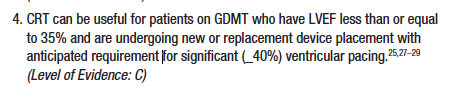 4. CRT can be useful for patients on GDMT who have LVEF less than or equal
to 35% and are undergoing new or replacement device placement with
anticipated requirement for significant (_40%) ventricular pacing.25,27–29
(Level of Evidence: C)